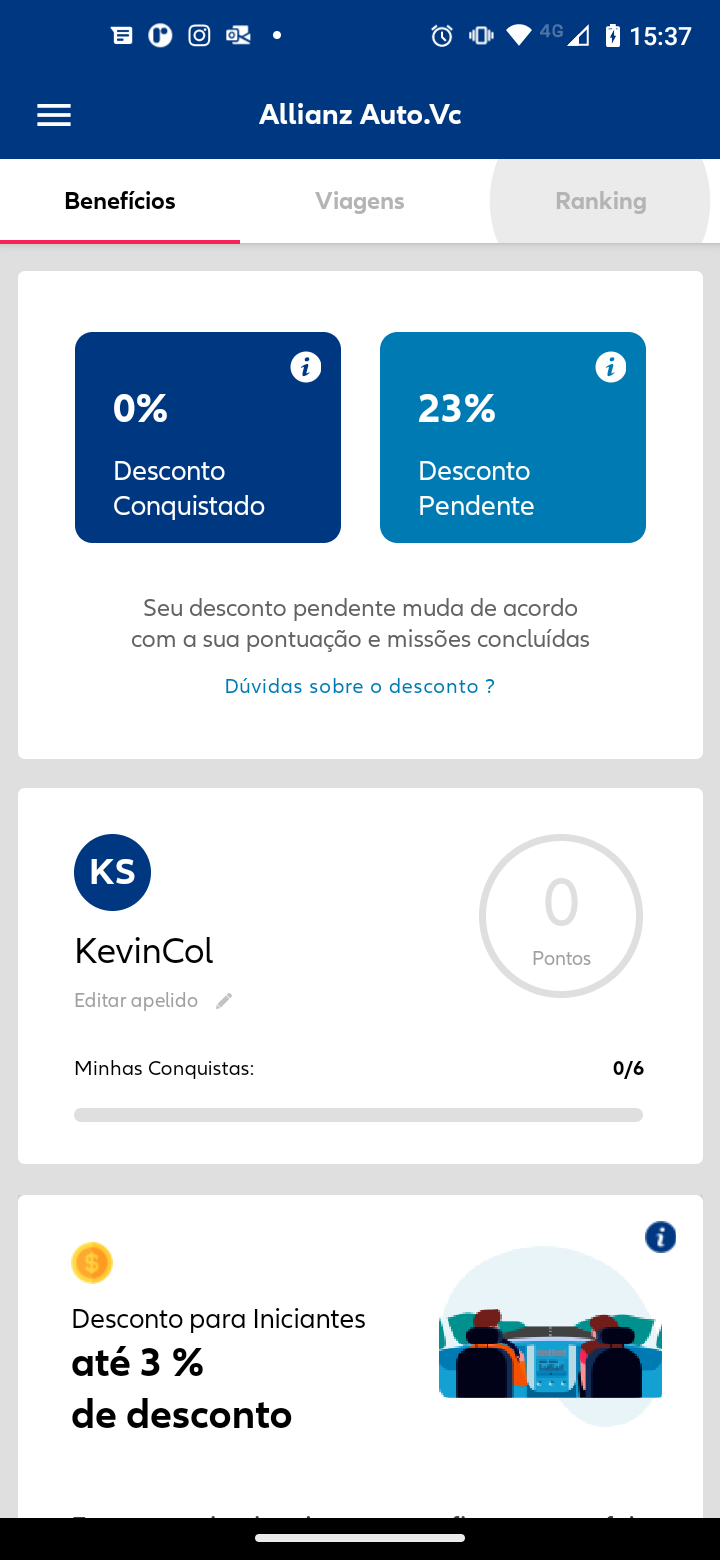 4G 15:37
Allianz Auto.Vc
Benefícios Viagens Ranking
0%
Desconto
Conquistado
23%
Desconto
Pendente
Seu desconto pendente muda de acordo
com a sua pontuação e missões concluídas
Dúvidas sobre o desconto ?
KS
KevinCol
Editar apelido
0
Pontos
Minhas Conquistas: 0/6
Desconto para Iniciantes
até 3 %
de desconto